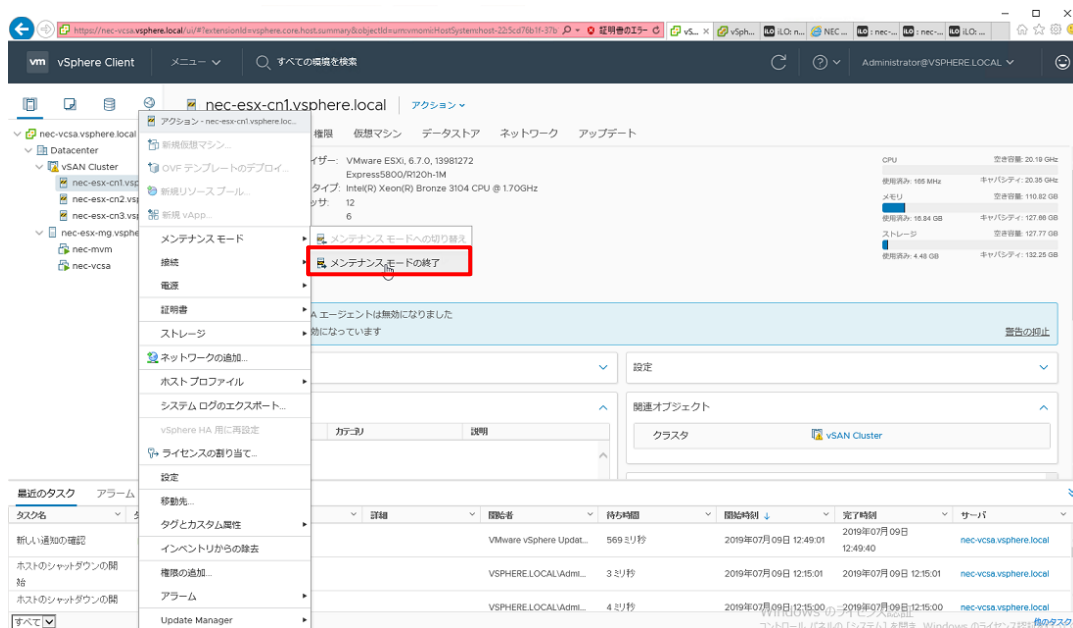 https://nec-vcsa.vsphere.local/ui/#?extensionId=vsphere.core.host.summary&objectId=urn:vmomi:HostSystem:host-22:5cd76b1f-37b
証明書のエラー
vS...
vSph...
iLO: n...
NEC ...
iLO : nec-...
iLO : nec-...
iLO: ...
vm vSphere Client
メニュー
すべての環境を検索
Administrator@VSPHERE.LOCAL
nec-esx-cn1.vsphere.local
アクション
nec-vcsa.vsphere.local
Datacenter
vSAN Cluster
nec-esx-cn1.vsp
nec-esx-cn2.vsp
nec-esx-cn3.vsp
nec-esx-mg.vsphe
nec-mvm
nec-vcsa
アクション - nec-esx-cn1.vsphere.loc...
新規仮想マシン...
OVF テンプレートのデプロイ...
新規リソース プール...
新規 vApp...
メンテナンス モード
接続
電源
証明書
ストレージ
ネットワークの追加...
ホスト プロファイル
システム ログのエクスポート...
vSphere HA 用に再設定
ライセンスの割り当て...
設定
移動先...
タグとカスタム属性
インベントリからの除去
権限の追加...
アラーム
Update Manager
メンテナンス モードへの切り替え
メンテナンス モードの終了
権限 仮想マシン データストア ネットワーク アップデート
イザー: VMware ESXi, 6.7.0, 13981272
Express5800/R120h-1M
タイプ: Intel(R) Xeon(R) Bronze 3104 CPU @ 1.70GHz
ッサ: 12
6
CPU 空き容量: 20.19 GHz
使用済み: 166 MHz キャパシティ: 20.35 GHz
メモリ 空き容量: 110.82 GB
使用済み: 16.84 GB キャパシティ: 127.66 GB
ストレージ 空き容量: 127.77 GB
使用済み: 4.48 GB キャパシティ: 132.25 GB
A エージェントは無効になりました
効になっています
警告の抑止
設定
関連オブジェクト
クラスタ vSAN Cluster
カテゴリ 説明
最近のタスク アラーム
タスク名 詳細 開始者 待ち時間 開始時刻 ↓ 完了時刻 サーバ
新しい通知の確認 VMware vSphere Updat... 569 ミリ秒 2019年07月09日 12:49:01 2019年07月09日 12:49:40 nec-vcsa.vsphere.local
ホストのシャットダウンの開始 VSPHERE.LOCAL\Admi... 3 ミリ秒 2019年07月09日 12:15:01 2019年07月09日 12:15:01 nec-vcsa.vsphere.local
ホストのシャットダウンの開 VSPHERE.LOCAL\Admi... 4 ミリ秒 2019年07月09日 12:15:00 2019年07月09日 12:15:00 nec-vcsa.vsphere.local
すべて
Windows のライセンス認証
他のタスク